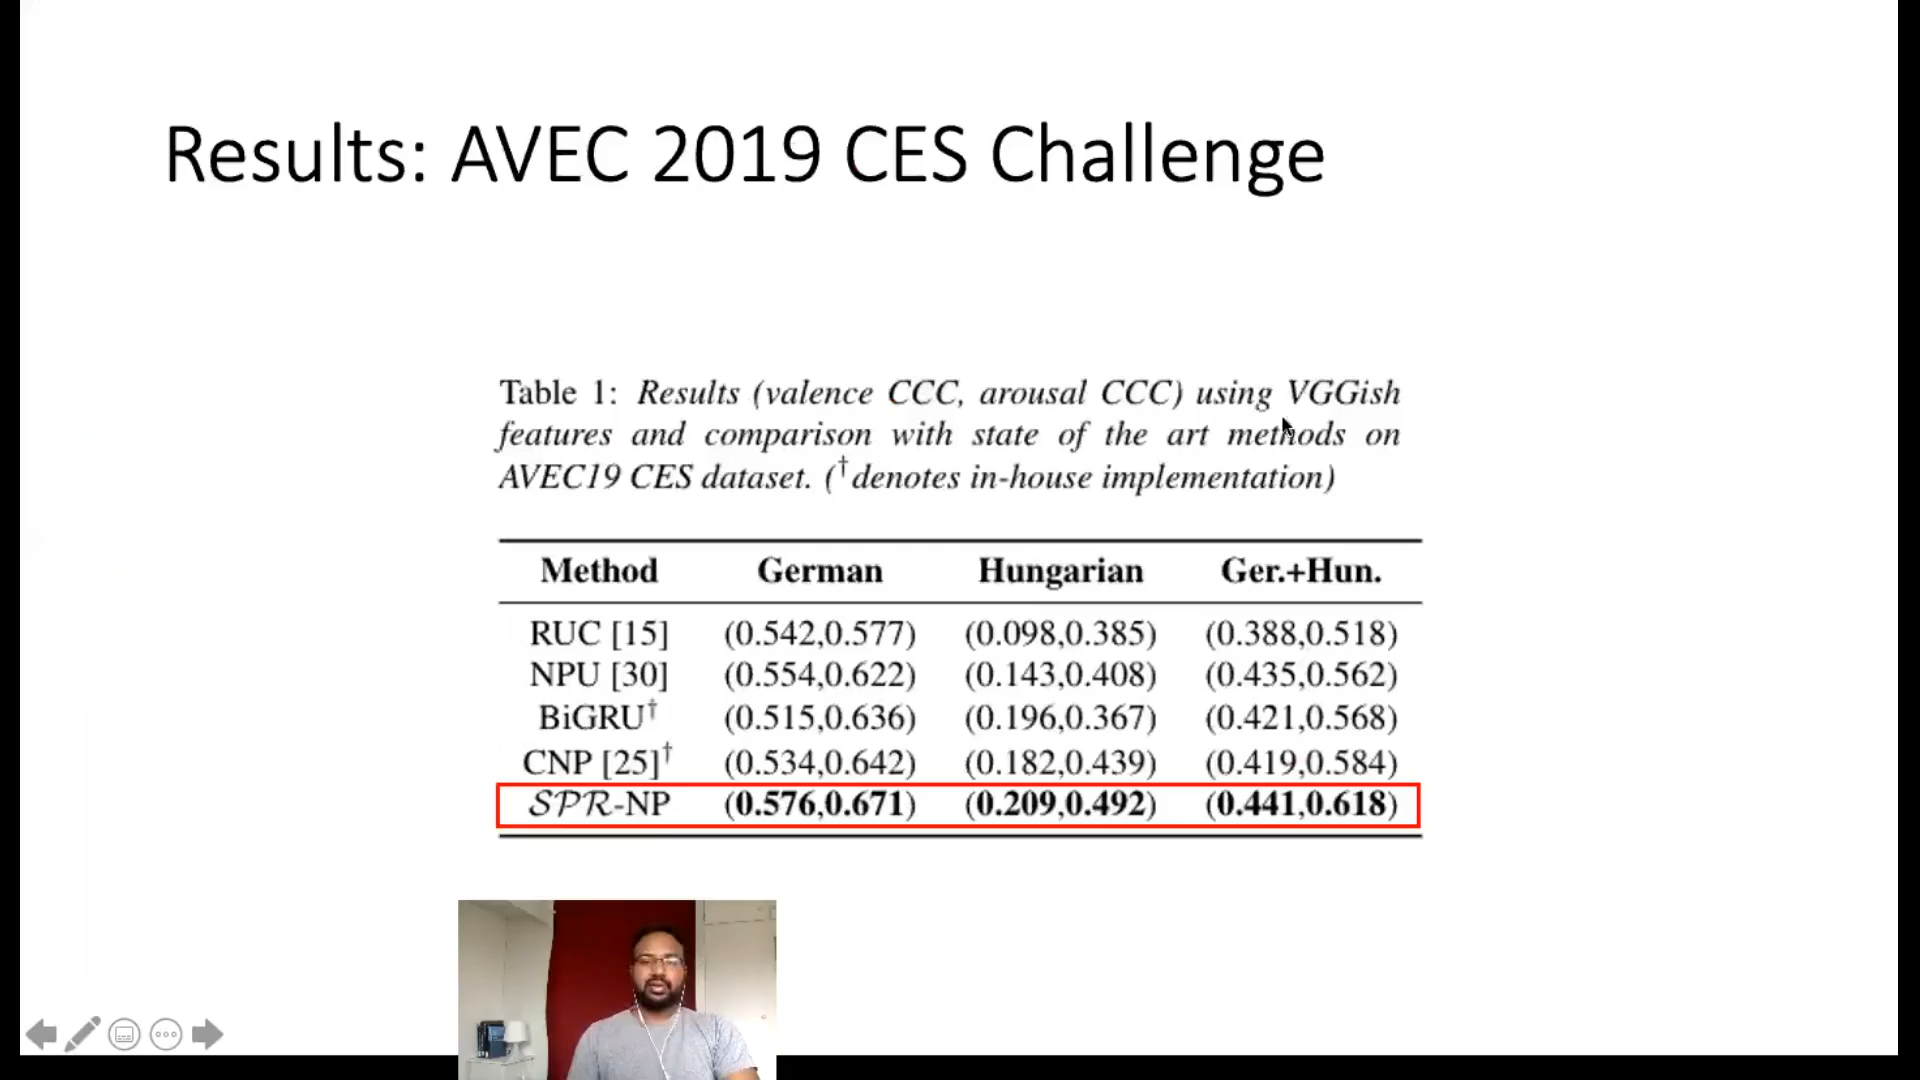 Results: AVEC 2019 CES Challenge
Table 1: Results (valence CCC, arousal CCC) using VGGish
features and comparison with state of the art methods on
AVEC19 CES dataset. († denotes in-house implementation)
Method German Hungarian Ger.+Hun.
RUC [15] (0.542,0.577) (0.098,0.385) (0.388,0.518)
NPU [30] (0.554,0.622) (0.143,0.408) (0.435,0.562)
BiGRU† (0.515,0.636) (0.196,0.367) (0.421,0.568)
CNP [25]† (0.534,0.642) (0.182,0.439) (0.419,0.584)
𝒮𝒫ℛ-NP (0.576,0.671) (0.209,0.492) (0.441,0.618)